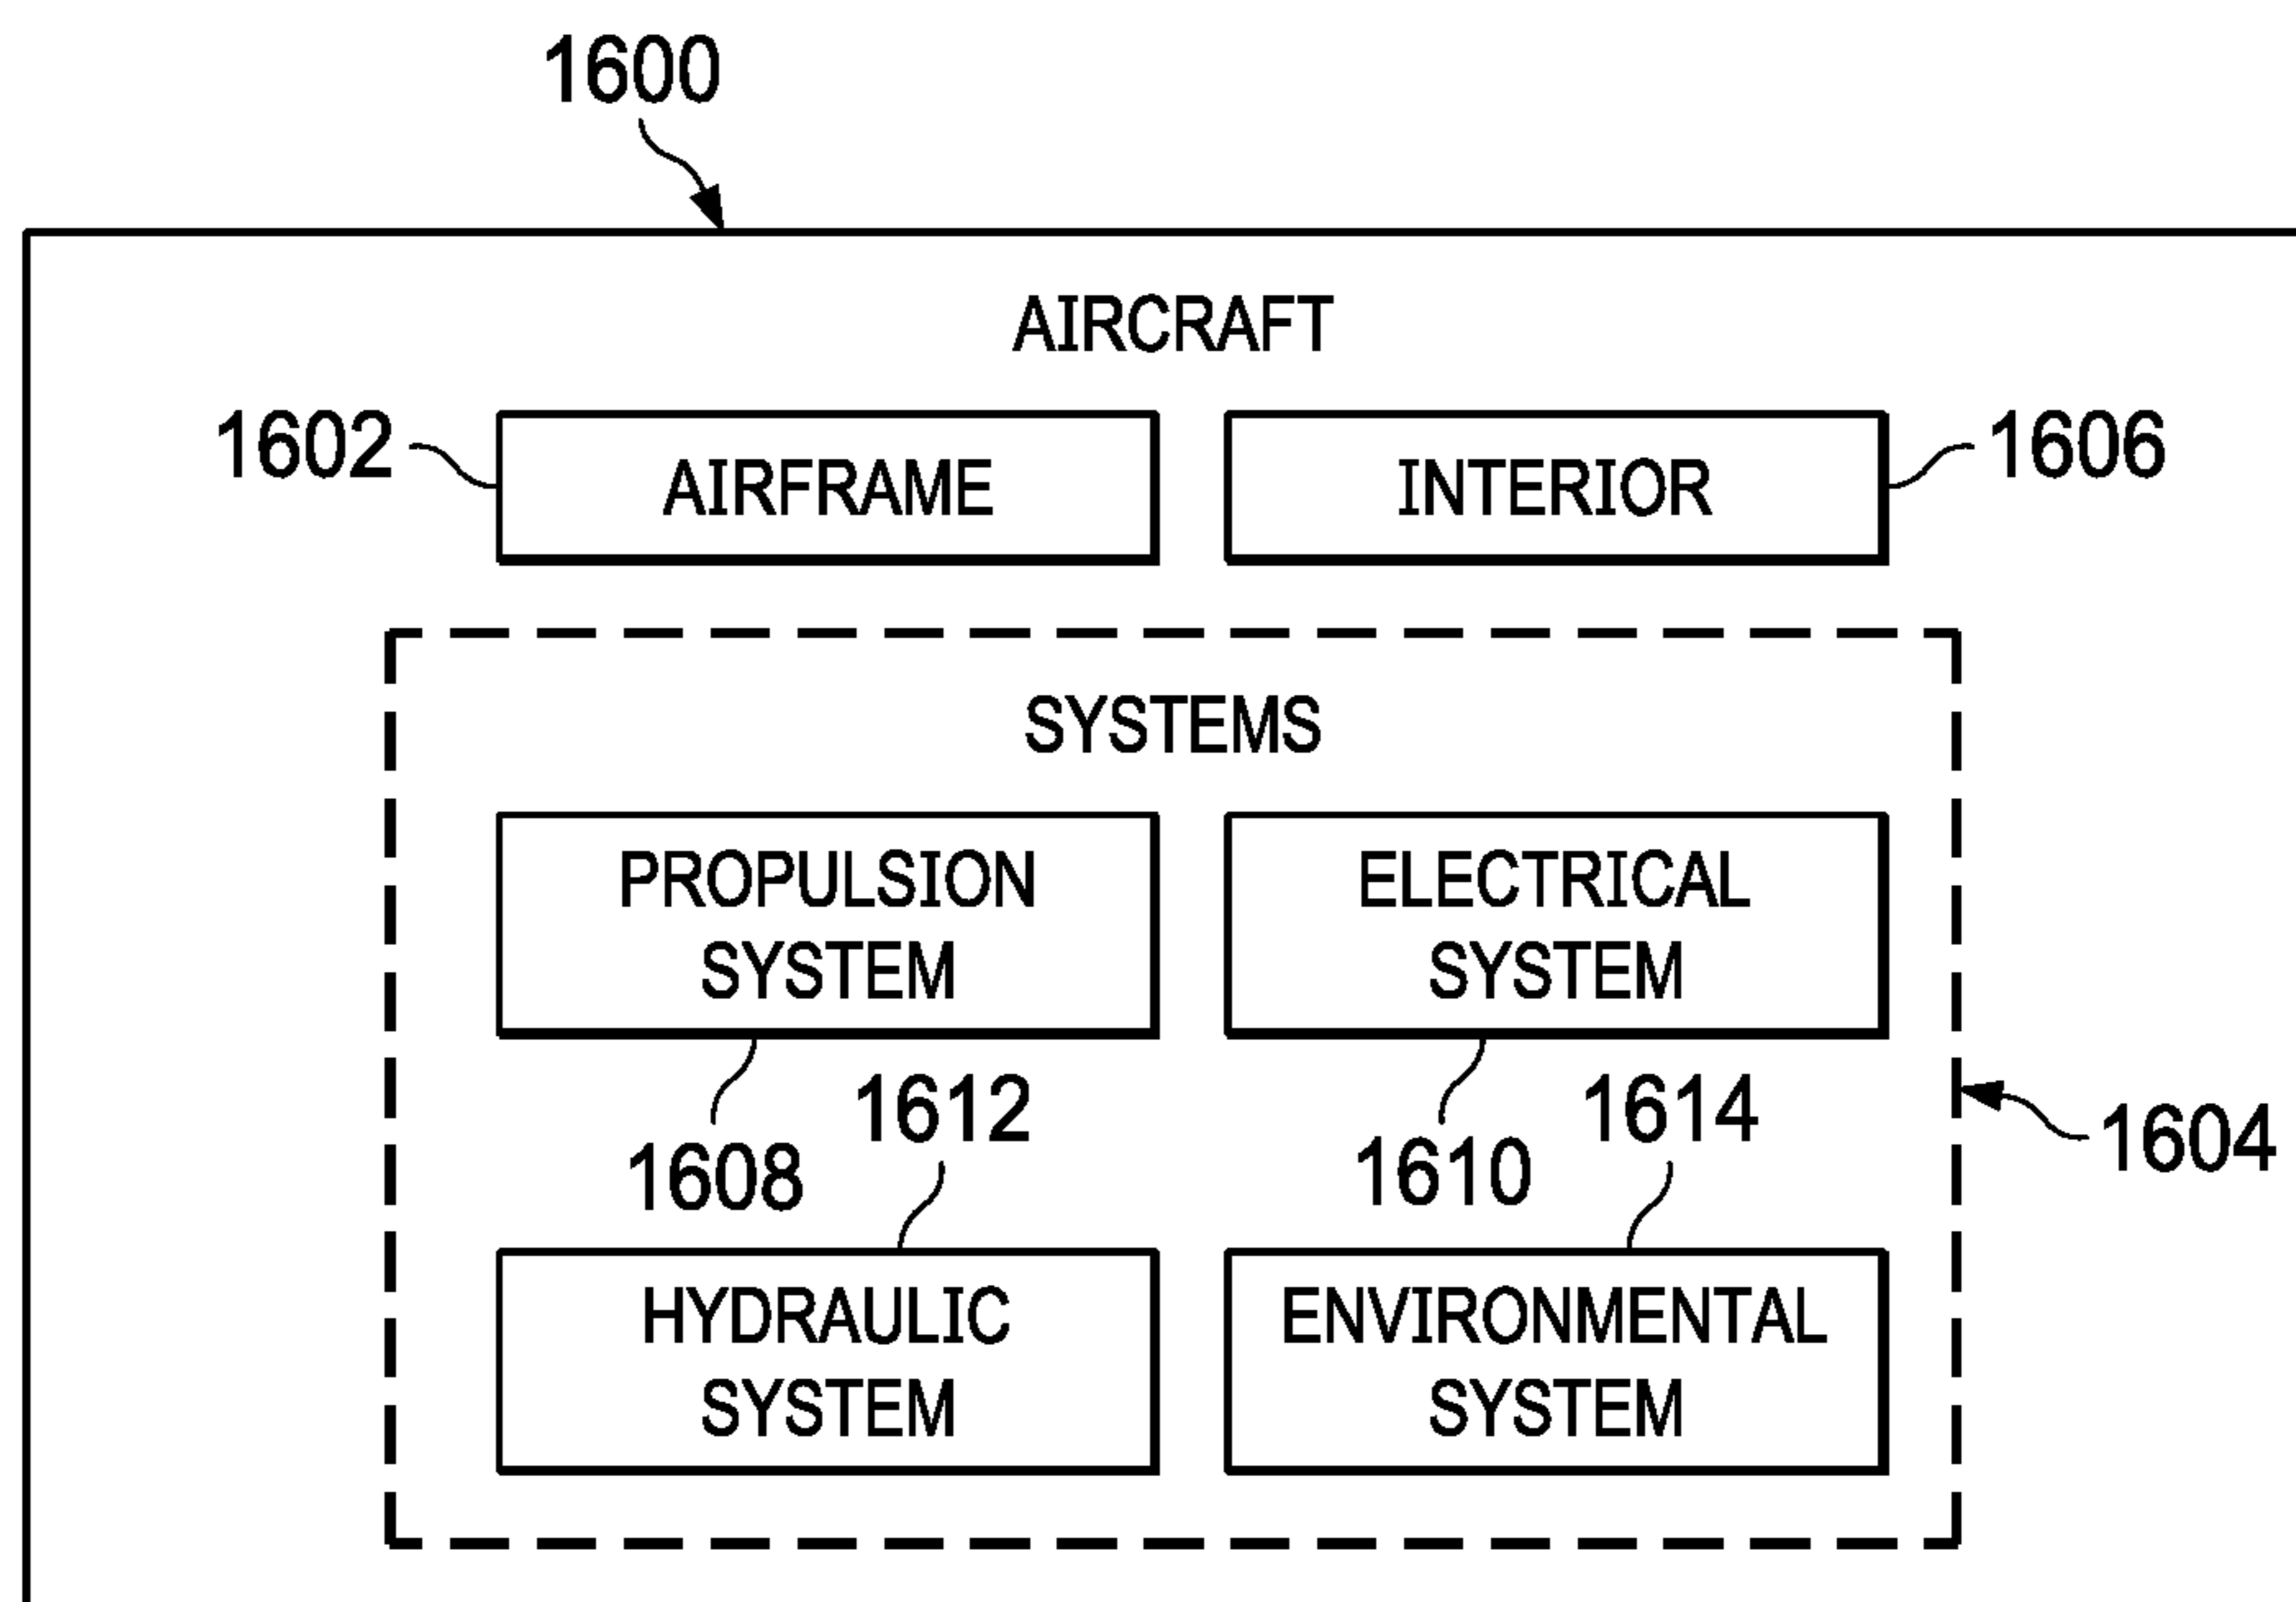 1600
AIRCRAFT
1602
AIRFRAME
INTERIOR
1606
SYSTEMS
PROPULSION
SYSTEM
ELECTRICAL
SYSTEM
1608
1612
1610
1614
1604
HYDRAULIC
SYSTEM
ENVIRONMENTAL
SYSTEM